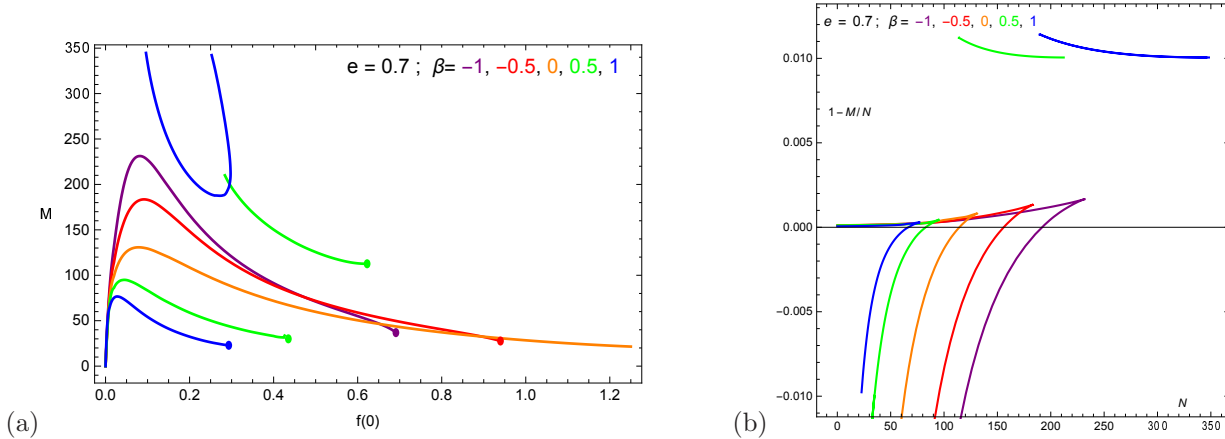 350
300
250
200
150
100
50
0
M
e = 0.7 ; β= −1, −0.5, 0, 0.5, 1
0.0 0.2 0.4 0.6 0.8 1.0 1.2
f(0)
(a)
e = 0.7 ; β= −1, −0.5, 0, 0.5, 1
0.010
1−M/N
0.005
0.000
−0.005
−0.010
N
0 50 100 150 200 250 300 350
(b)